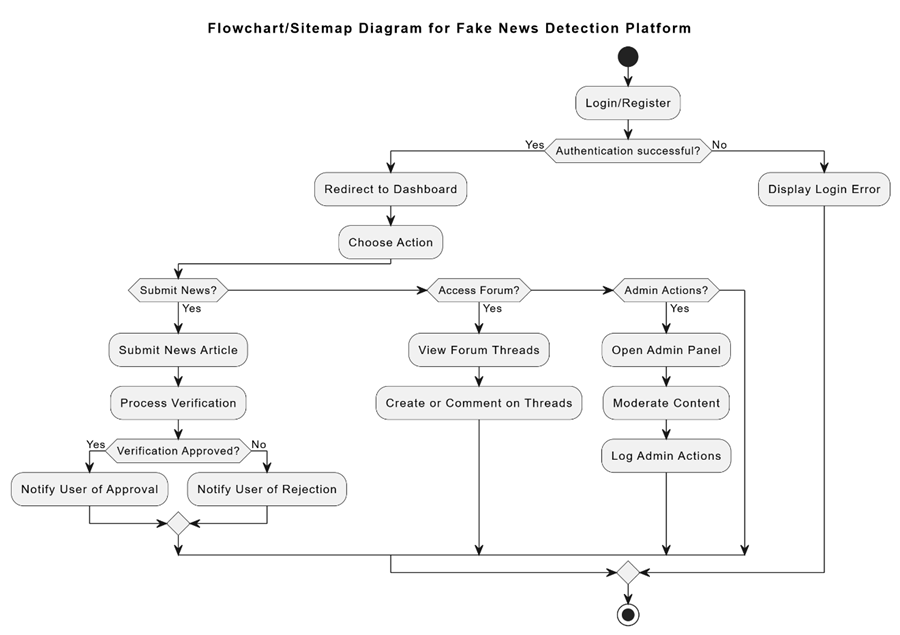 Flowchart/Sitemap Diagram for Fake News Detection Platform
Login/Register
Yes
Authentication successful?
No
Redirect to Dashboard
Display Login Error
Choose Action
Submit News?
Access Forum?
Admin Actions?
Yes
Yes
Yes
Submit News Article
View Forum Threads
Open Admin Panel
Process Verification
Create or Comment on Threads
Moderate Content
Yes
Verification Approved?
No
Log Admin Actions
Notify User of Approval
Notify User of Rejection